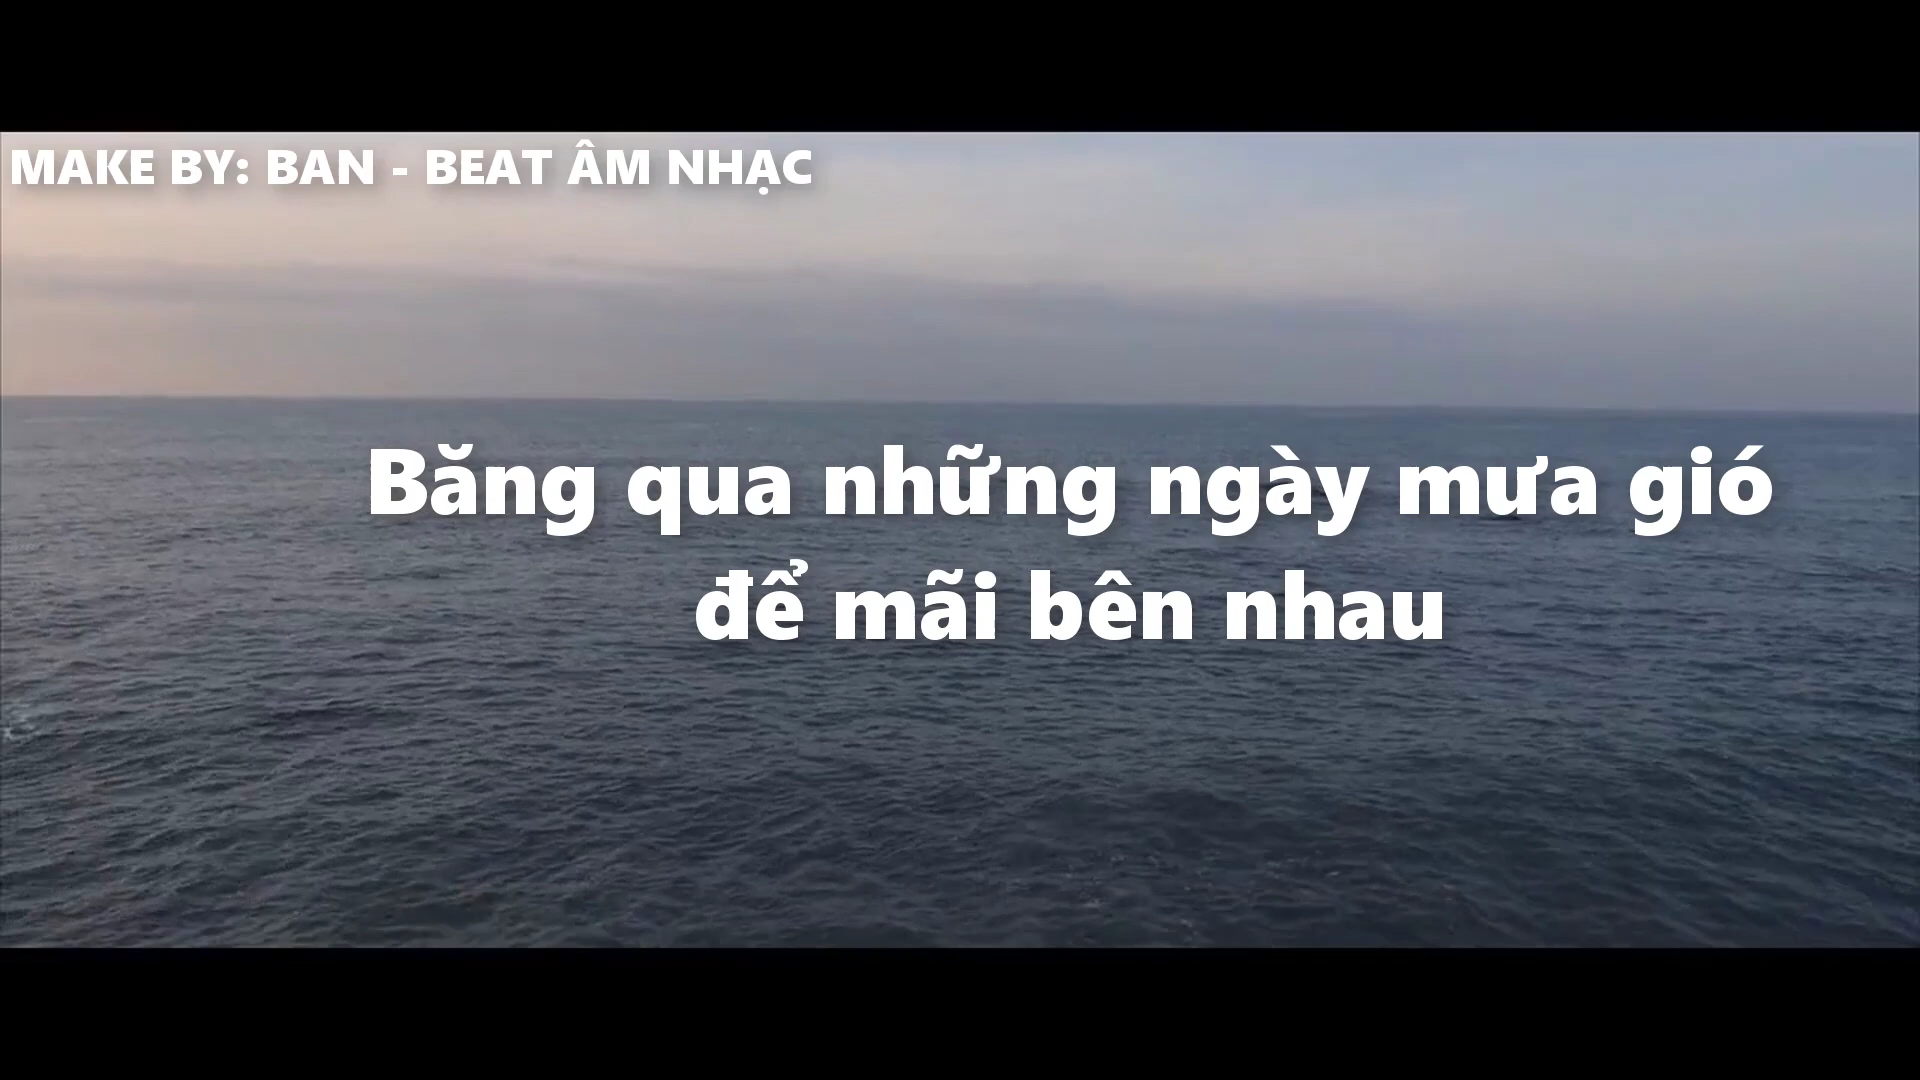 MAKE BY: BAN - BEAT ÂM NHẠC
Băng qua những ngày mưa gió
để mãi bên nhau